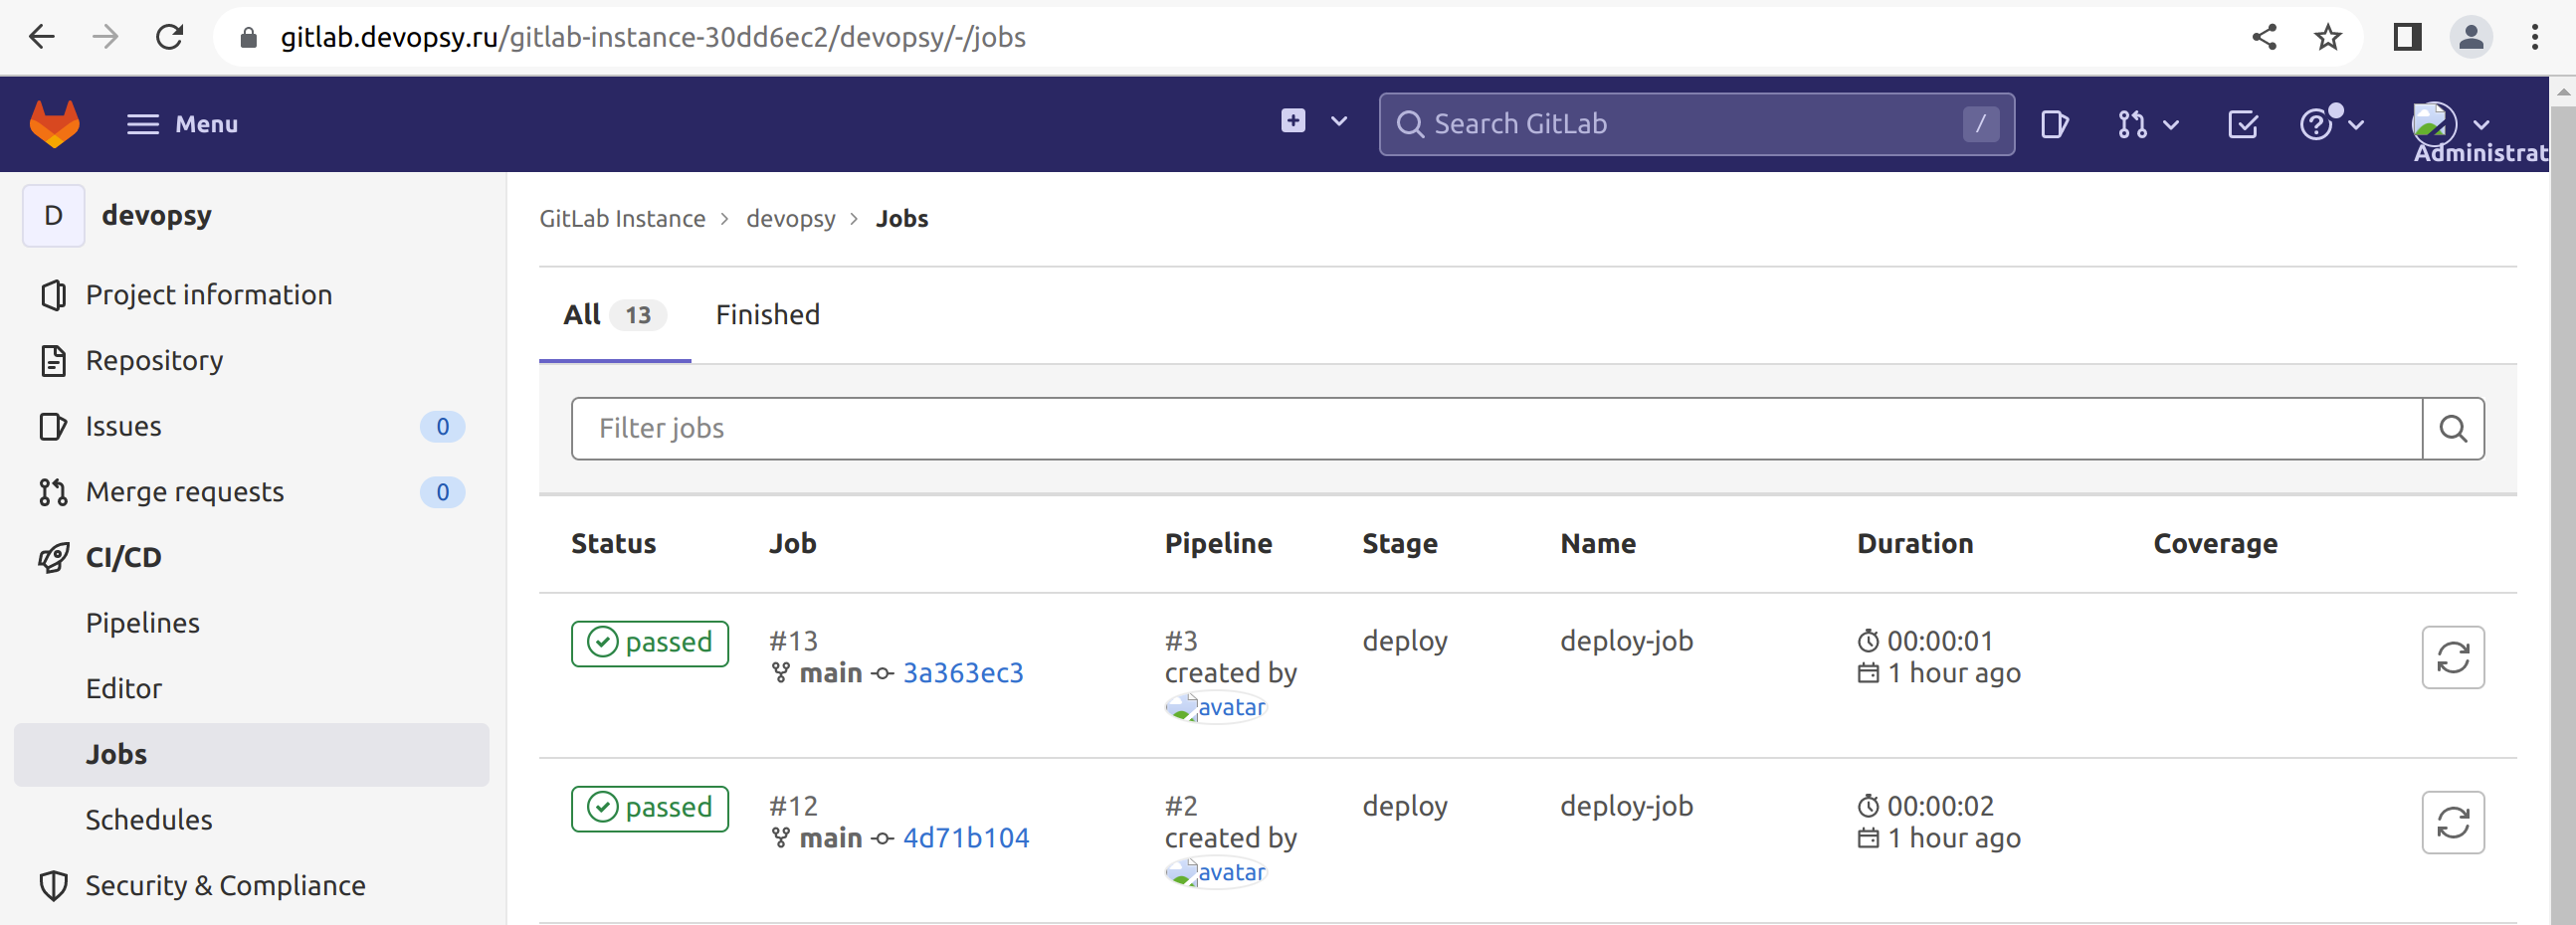 gitlab.devopsy.ru/gitlab-instance-30dd6ec2/devopsy/-/jobs
Menu
Search GitLab
/
Administrat
D
devopsy
Project information
Repository
Issues 0
Merge requests 0
CI/CD
Pipelines
Editor
Jobs
Schedules
Security & Compliance
GitLab Instance > devopsy > Jobs
All 13 Finished
Filter jobs
Status Job Pipeline Stage Name Duration Coverage
passed #13 #3 deploy deploy-job 00:00:01
main 3a363ec3 created by 1 hour ago
avatar
passed #12 #2 deploy deploy-job 00:00:02
main 4d71b104 created by 1 hour ago
avatar